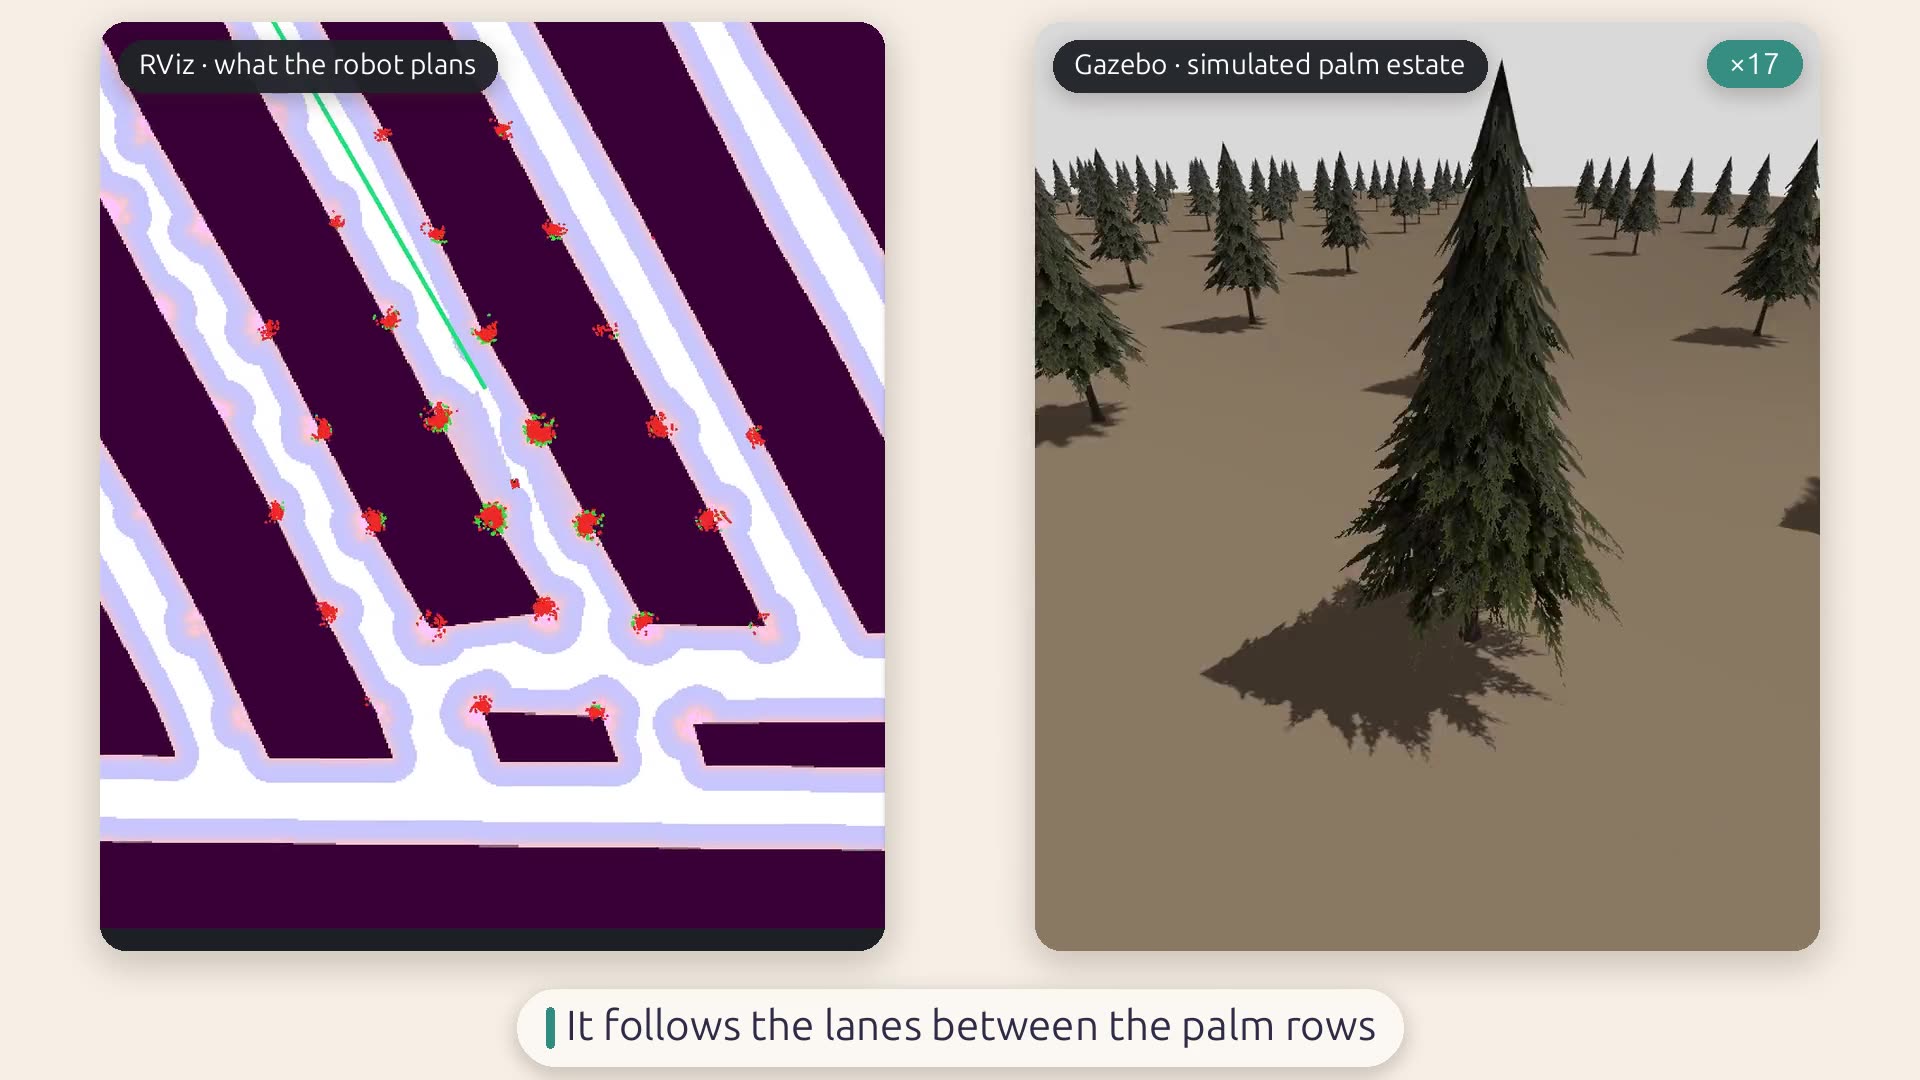 RViz · what the robot plans
Gazebo · simulated palm estate
×17
It follows the lanes between the palm rows